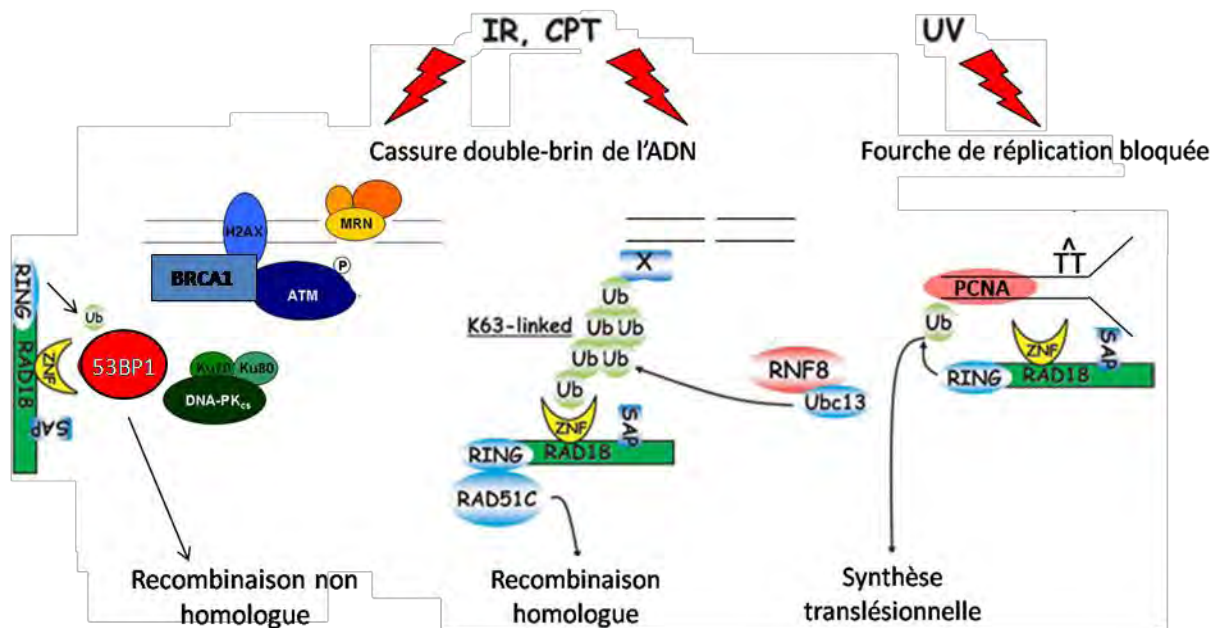 IR, CPT
UV
Cassure double-brin de l'ADN
Fourche de réplication bloquée
H2AX
MRN
BRCA1
P
ATM
RING
Ub
53BP1
ZNF
RAD18
SAP
Ku70
Ku80
DNA-PKcs
Recombinaison non
homologue
X
Ub
K63-linked
Ub Ub
Ub Ub
Ub
RNF8
Ubc13
ZNF
SAP
RING
RAD18
RAD51C
Recombinaison
homologue
TT
PCNA
Ub
ZNF
SAP
RING
RAD18
Synthèse
translésionnelle